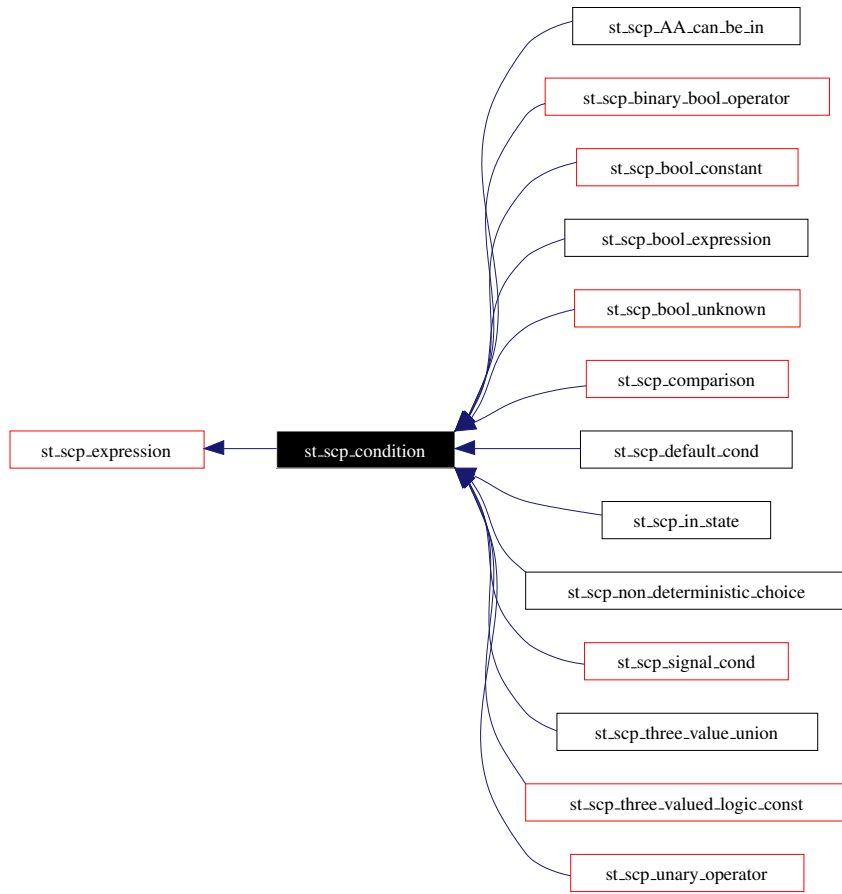 st_scp_AA_can_be_in
st_scp_binary_bool_operator
st_scp_bool_constant
st_scp_bool_expression
st_scp_bool_unknown
st_scp_comparison
st_scp_expression
st_scp_condition
st_scp_default_cond
st_scp_in_state
st_scp_non_deterministic_choice
st_scp_signal_cond
st_scp_three_value_union
st_scp_three_valued_logic_const
st_scp_unary_operator